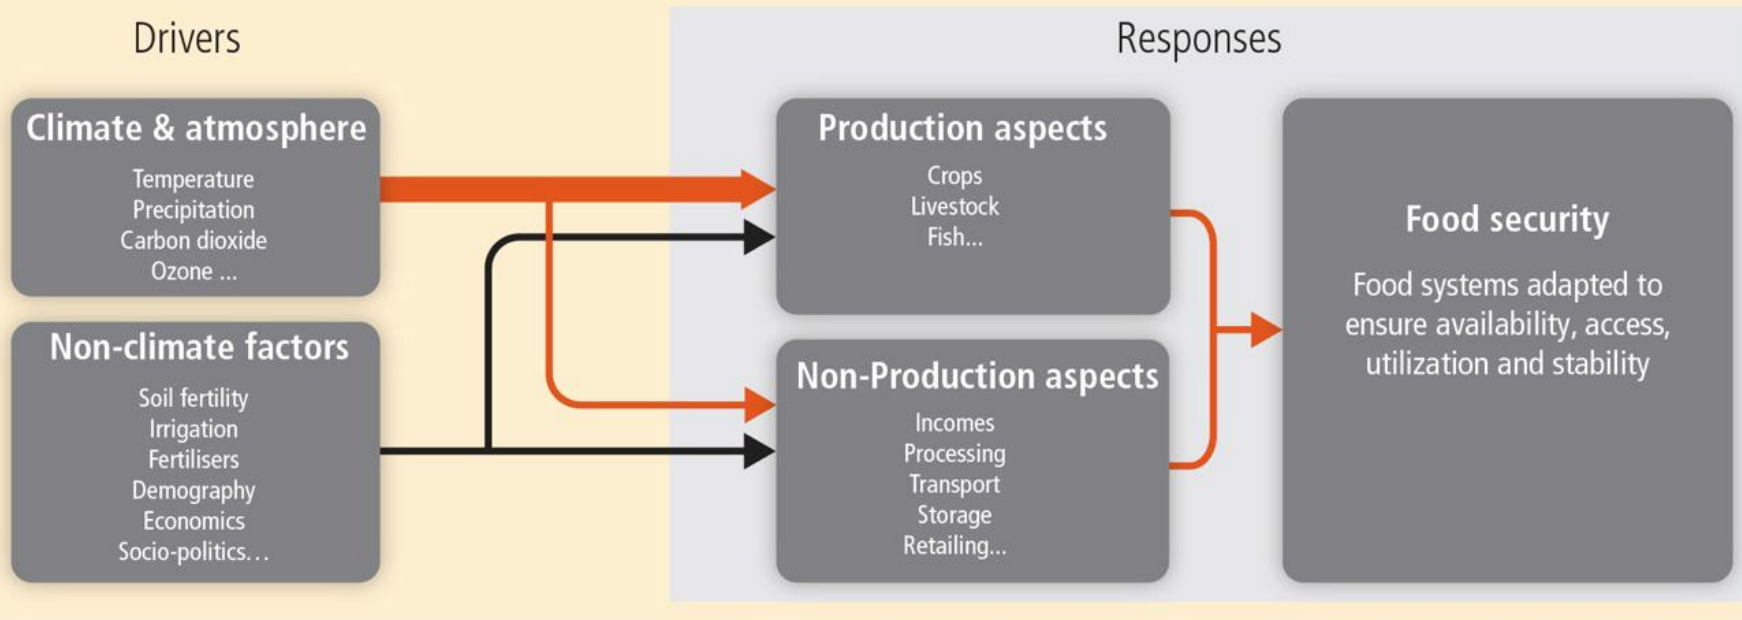 Drivers
Responses
Climate & atmosphere
Temperature
Precipitation
Carbon dioxide
Ozone ...
Non-climate factors
Soil fertility
Irrigation
Fertilisers
Demography
Economics
Socio-politics...
Production aspects
Crops
Livestock
Fish...
Non-Production aspects
Incomes
Processing
Transport
Storage
Retailing...
Food security
Food systems adapted to
ensure availability, access,
utilization and stability